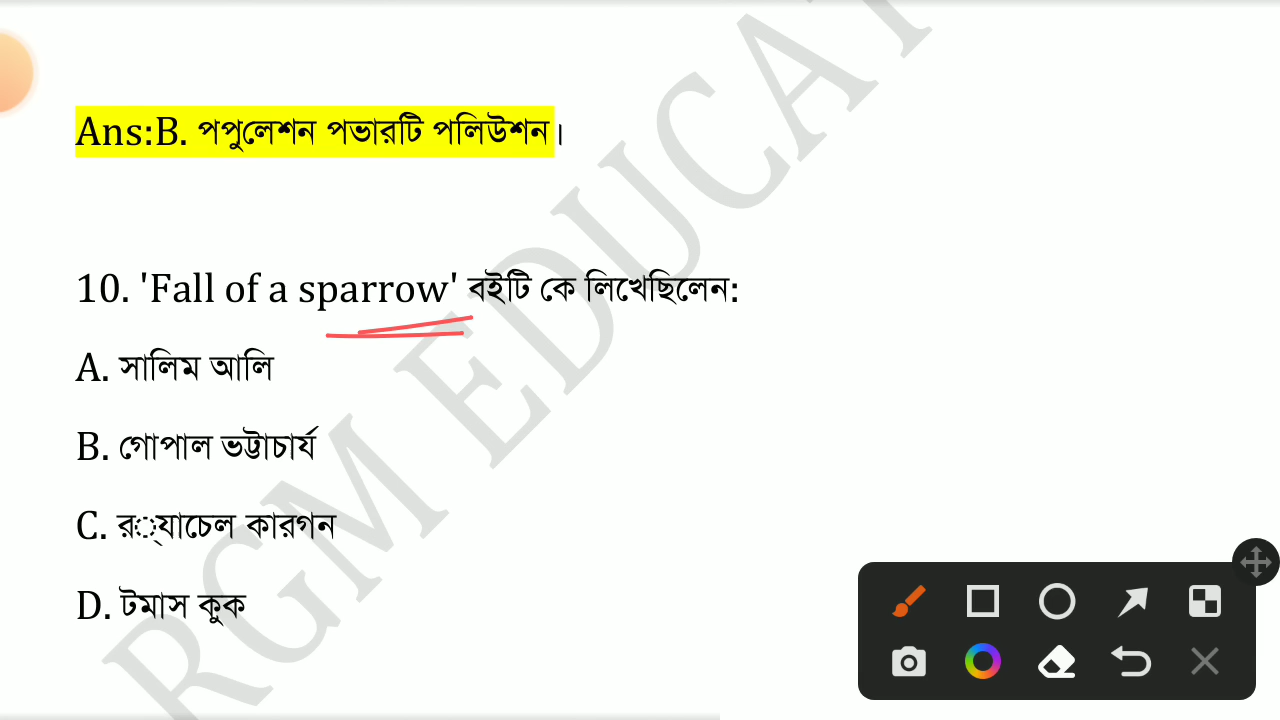 Ans:B. পপুলেশন পভারটি পলিউশন।
10. 'Fall of a sparrow' বইটি কে লিখেছিলেন:
A. সালিম আলি
B. গোপাল ভট্টাচার্য
C. র‌্যাচেল কারগন
D. টমাস কুক
RGM EDUCAT